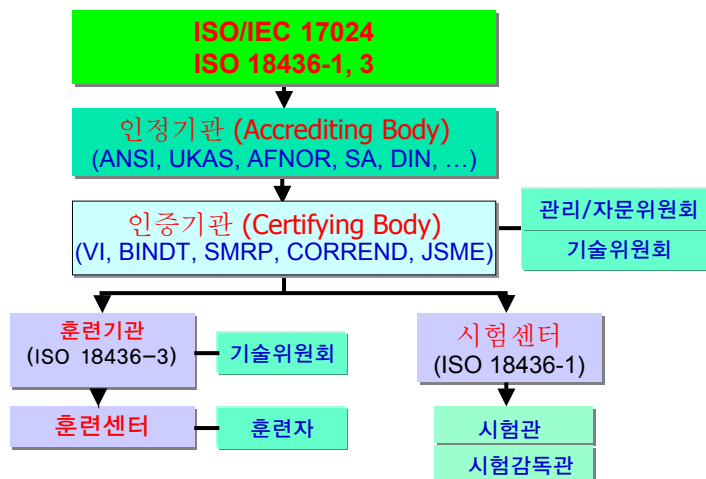 ISO/IEC 17024
ISO 18436-1, 3
인정기관 (Accrediting Body)
(ANSI, UKAS, AFNOR, SA, DIN, …)
인증기관 (Certifying Body)
(VI, BINDT, SMRP, CORREND, JSME)
관리/자문위원회
기술위원회
훈련기관
(ISO 18436-3)
기술위원회
시험센터
(ISO 18436-1)
훈련센터
훈련자
시험관
시험감독관